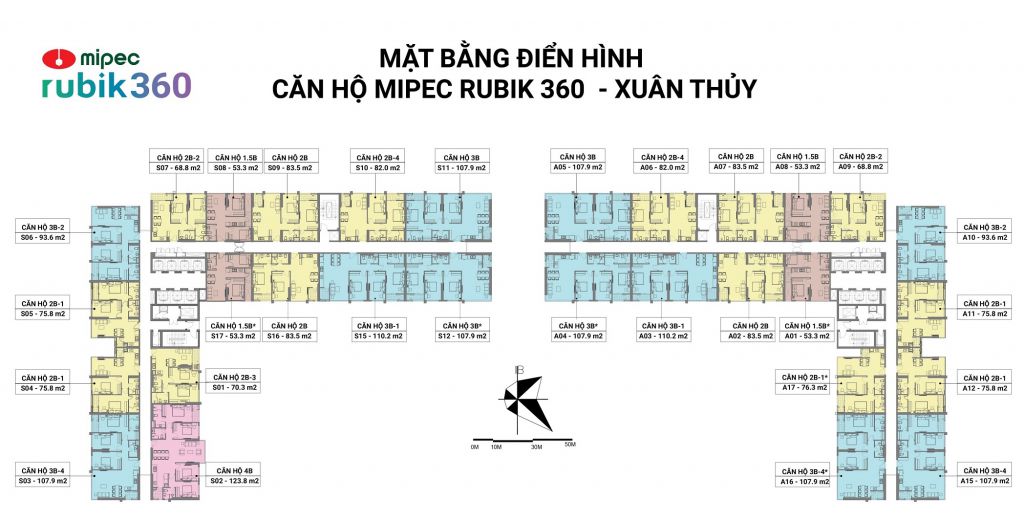 mipec
rubik 360
MẶT BẰNG ĐIỂN HÌNH
CĂN HỘ MIPEC RUBIK 360 - XUÂN THỦY
CĂN HỘ 2B-2
S07 - 68.8 m2
CĂN HỘ 1.5B
S08 - 53.3 m2
CĂN HỘ 2B
S09 - 83.5 m2
CĂN HỘ 2B-4
S10 - 82.0 m2
CĂN HỘ 3B
S11 - 107.9 m2
CĂN HỘ 3B
A05 - 107.9 m2
CĂN HỘ 2B-4
A06 - 82.0 m2
CĂN HỘ 2B
A07 - 83.5 m2
CĂN HỘ 1.5B
A08 - 53.3 m2
CĂN HỘ 2B-2
A09 - 68.8 m2
CĂN HỘ 3B-2
S06 - 93.6 m2
CĂN HỘ 3B-2
A10 - 93.6 m2
CĂN HỘ 2B-1
S05 - 75.8 m2
CĂN HỘ 2B-1
A11 - 75.8 m2
CĂN HỘ 1.5B*
S17 - 53.3 m2
CĂN HỘ 2B
S16 - 83.5 m2
CĂN HỘ 3B-1
S15 - 110.2 m2
CĂN HỘ 3B*
S12 - 107.9 m2
CĂN HỘ 3B*
A04 - 107.9 m2
CĂN HỘ 3B-1
A03 - 110.2 m2
CĂN HỘ 2B
A02 - 83.5 m2
CĂN HỘ 1.5B*
A01 - 53.3 m2
CĂN HỘ 2B-1
S04 - 75.8 m2
CĂN HỘ 2B-3
S01 - 70.3 m2
B
CĂN HỘ 2B-1*
A17 - 76.3 m2
CĂN HỘ 2B-1
A12 - 75.8 m2
0M 10M 30M 50M
CĂN HỘ 3B-4
S03 - 107.9 m2
CĂN HỘ 4B
S02 - 123.8 m2
CĂN HỘ 3B-4*
A16 - 107.9 m2
CĂN HỘ 3B-4
A15 - 107.9 m2